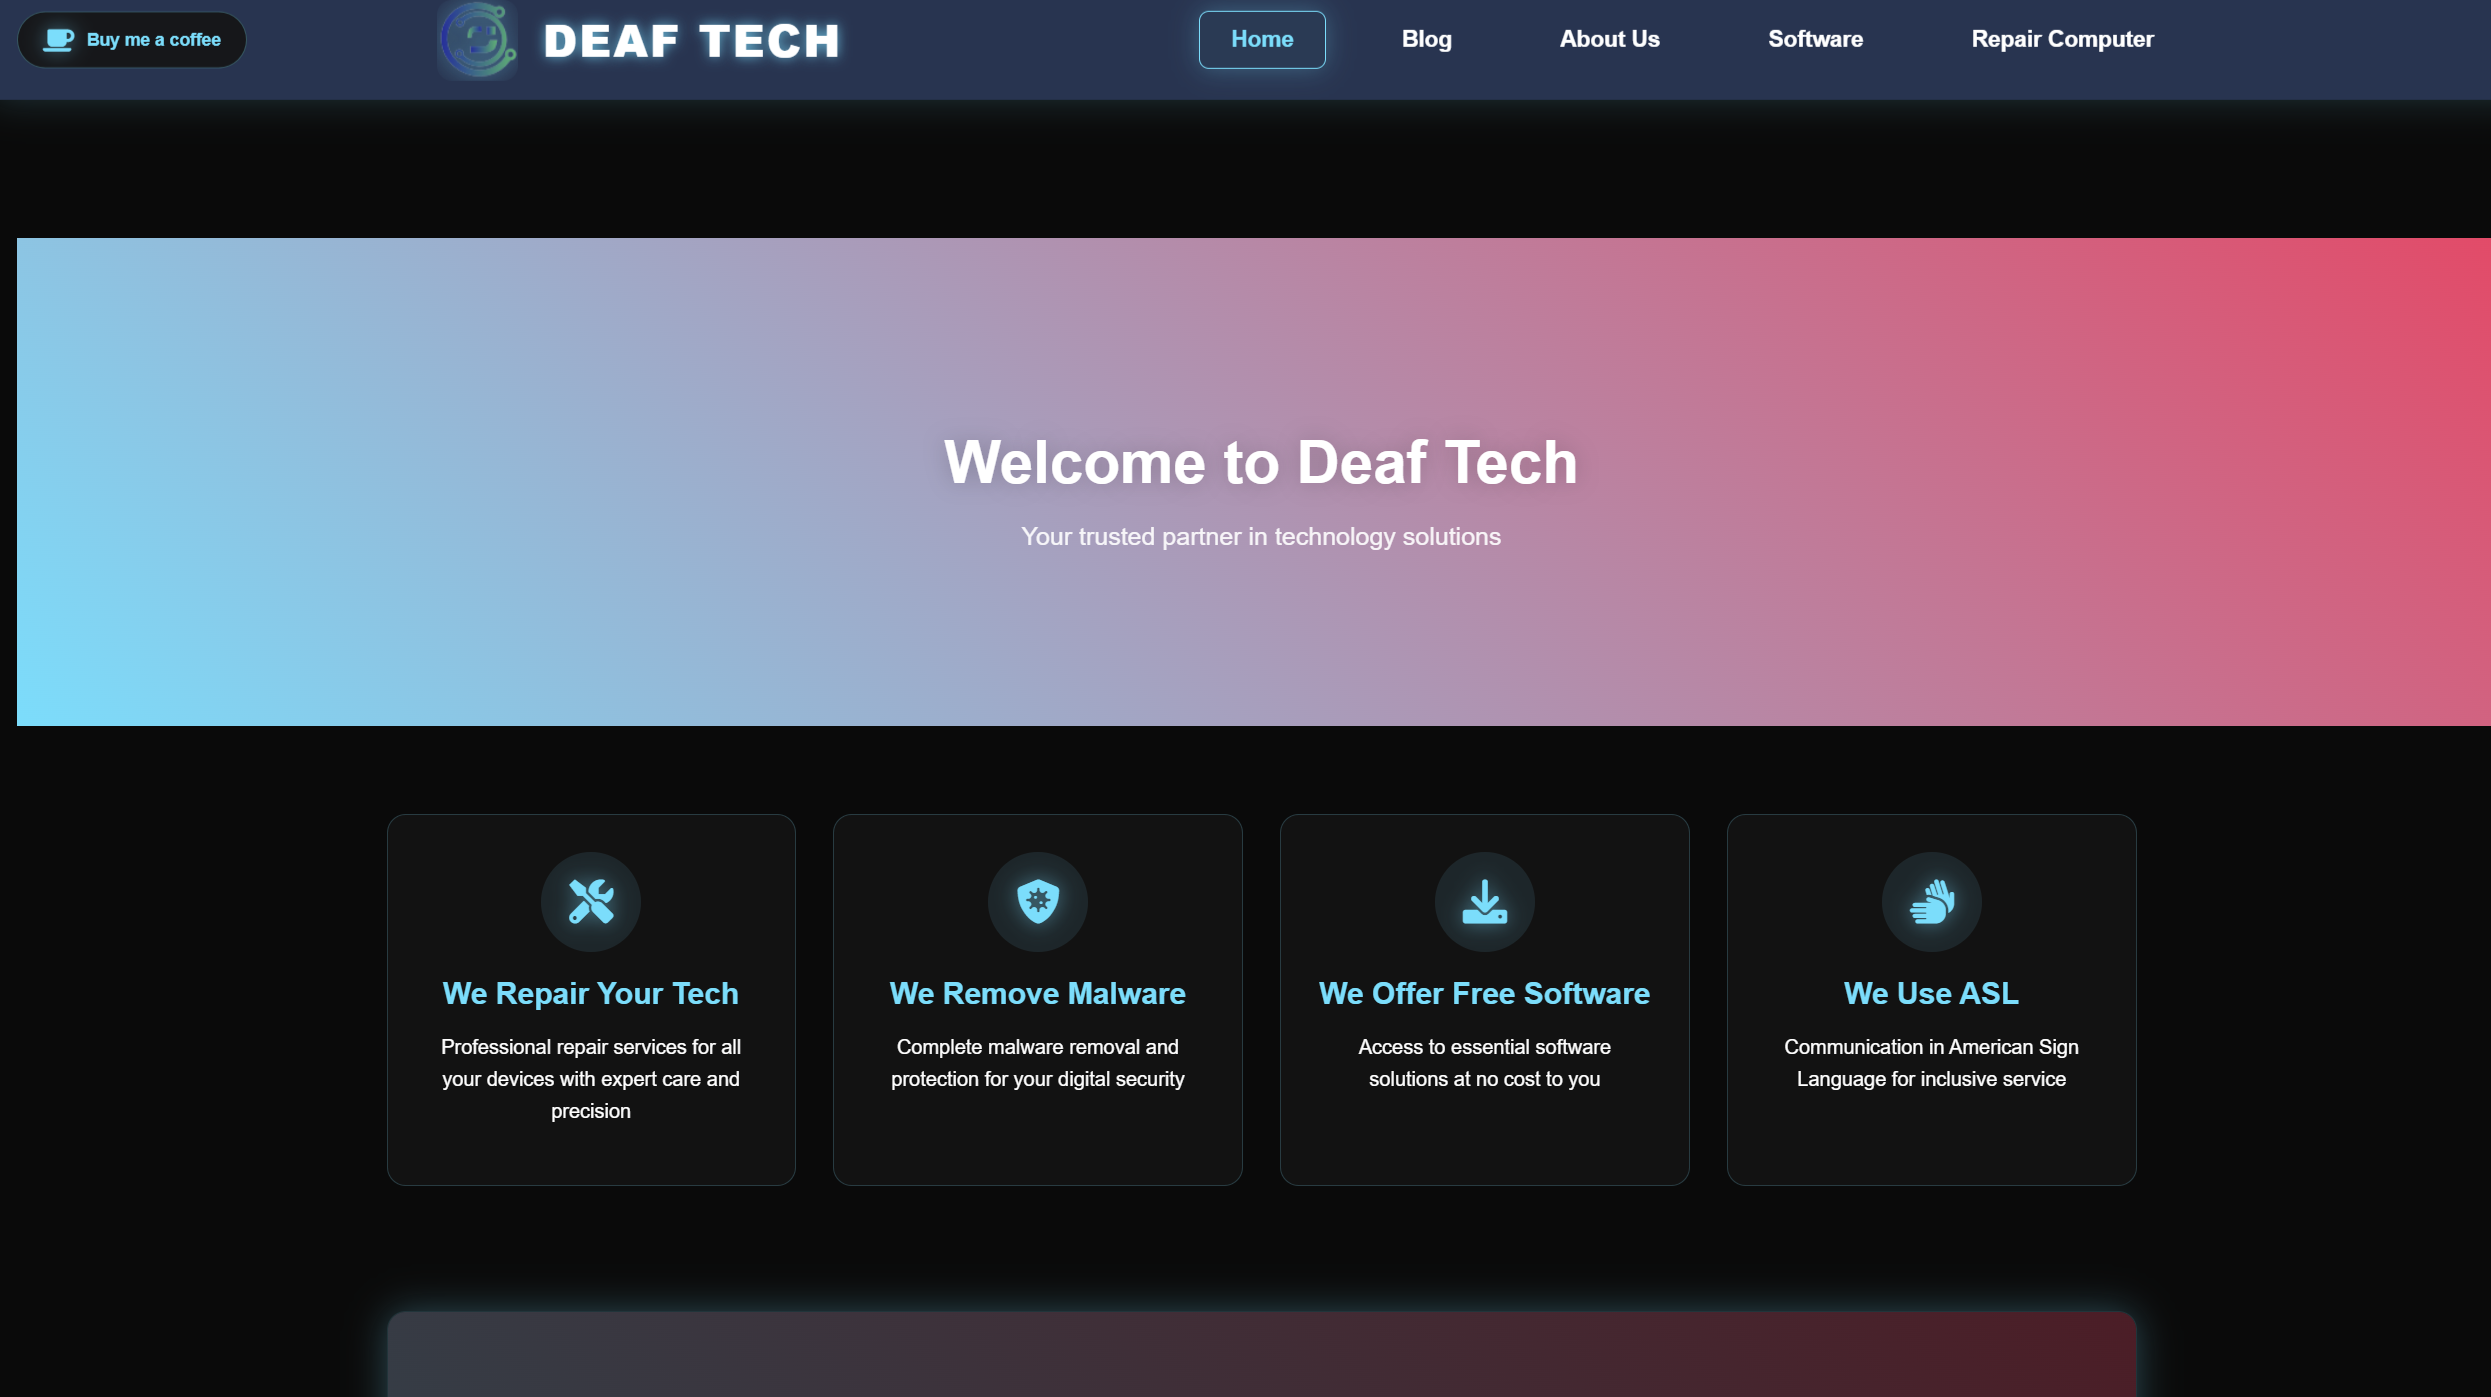 Buy me a coffee
DEAF TECH
Home
Blog
About Us
Software
Repair Computer
Welcome to Deaf Tech
Your trusted partner in technology solutions
We Repair Your Tech
Professional repair services for all
your devices with expert care and
precision
We Remove Malware
Complete malware removal and
protection for your digital security
We Offer Free Software
Access to essential software
solutions at no cost to you
We Use ASL
Communication in American Sign
Language for inclusive service